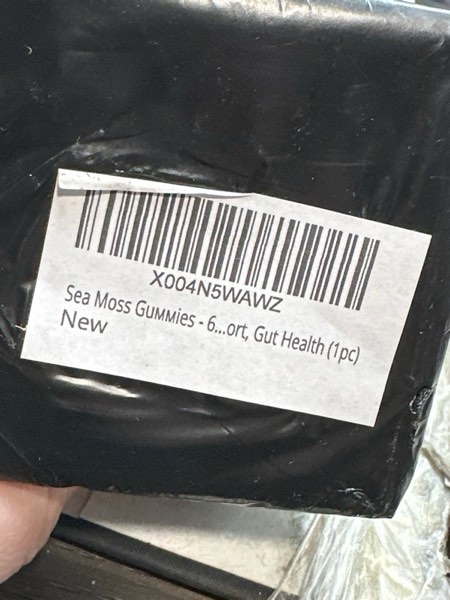 X004N5WAWZ
Sea Moss Gummies - 6...ort, Gut Health (1pc)
New